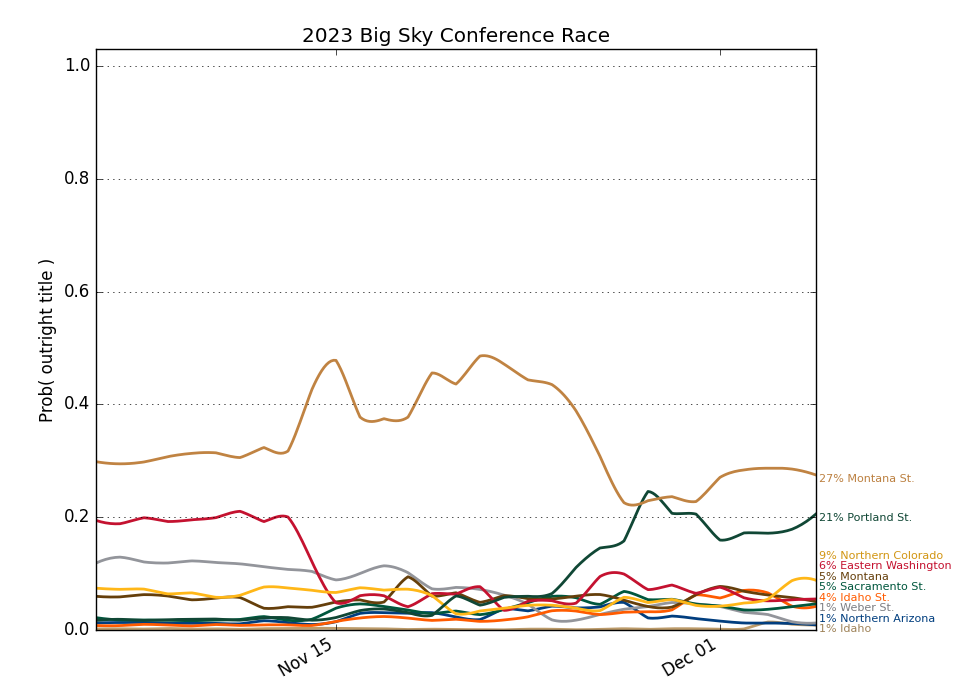 2023 Big Sky Conference Race
Prob( outright title )
1.0
0.8
0.6
0.4
0.2
0.0
Nov 15
Dec 01
27% Montana St.
21% Portland St.
9% Northern Colorado
6% Eastern Washington
5% Montana
5% Sacramento St.
4% Idaho St.
1% Weber St.
1% Northern Arizona
1% Idaho